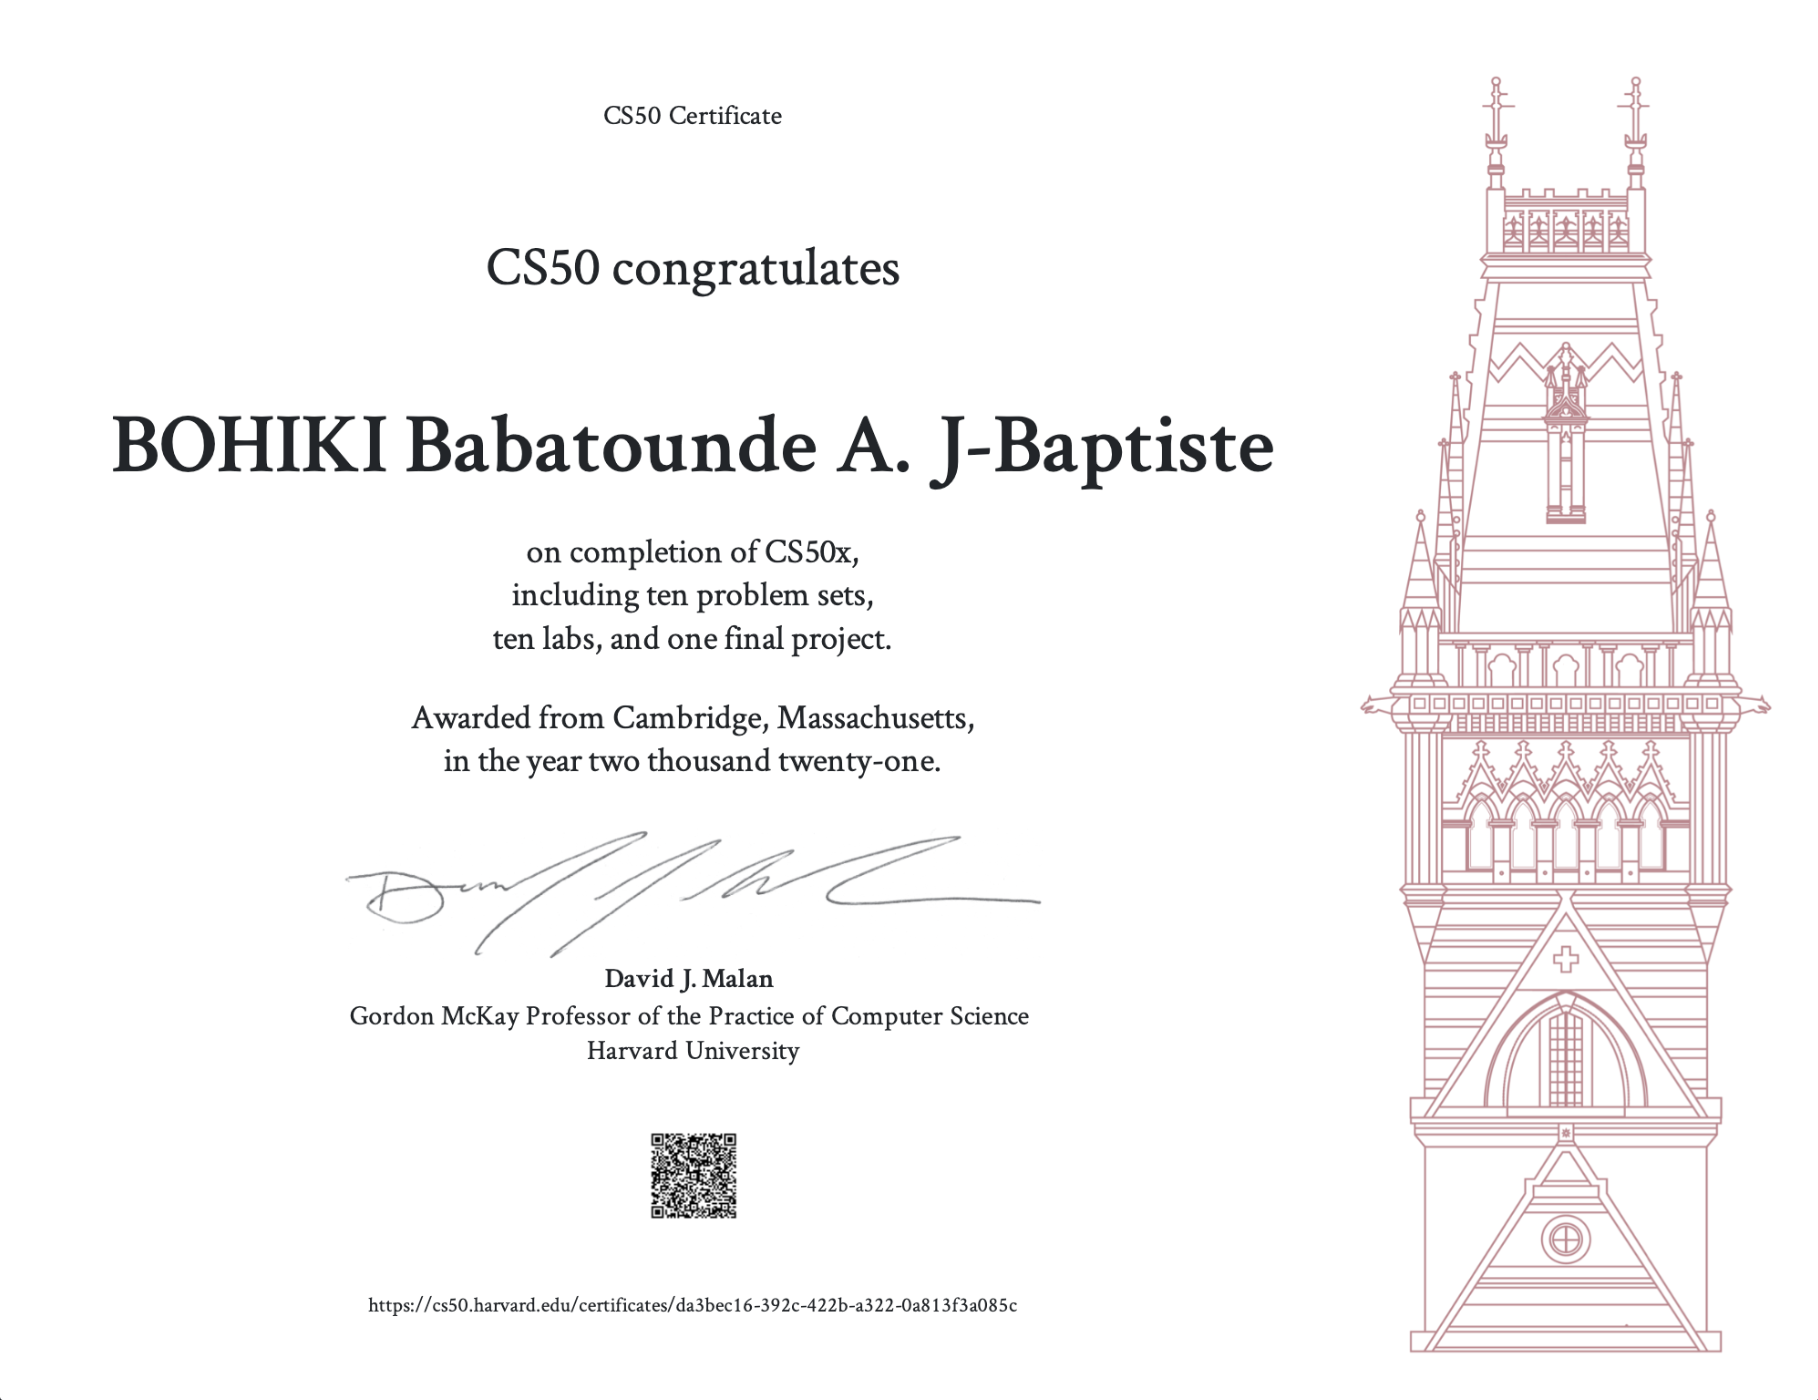 CS50 Certificate
CS50 congratulates
BOHIKI Babatounde A. J-Baptiste
on completion of CS50x,
including ten problem sets,
ten labs, and one final project.
Awarded from Cambridge, Massachusetts,
in the year two thousand twenty-one.
David J. Malan
Gordon McKay Professor of the Practice of Computer Science
Harvard University
https://cs50.harvard.edu/certificates/da3bec16-392c-422b-a322-0a813f3a085c